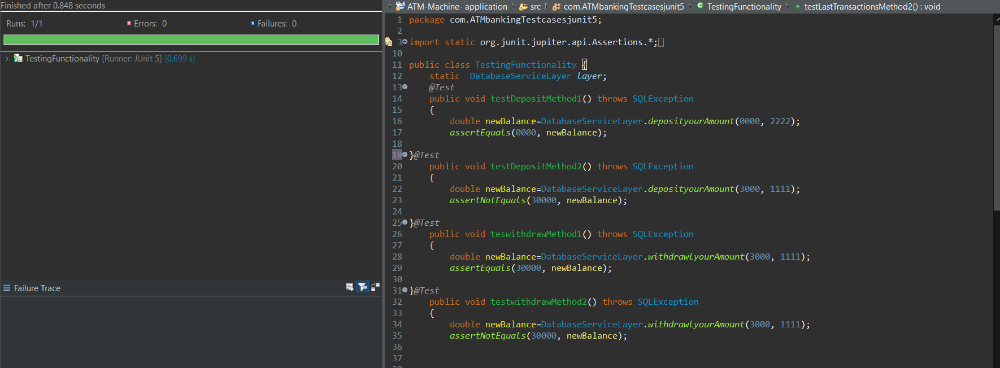 Finished after 0.848 seconds
Runs: 1/1 Errors: 0 Failures: 0
TestingFunctionality [Runner: JUnit 5] (0.699 s)
Failure Trace
ATM-Machine- application src com.ATMbankingTestcasesjunit5 TestingFunctionality testLastTransactionsMethod2() : void
1 package com.ATMbankingTestcasesjunit5;
2
3 import static org.junit.jupiter.api.Assertions.*;
10
11 public class TestingFunctionality {
12 static  DatabaseServiceLayer layer;
13 @Test
14 public void testDepositMethod1() throws SQLException
15 {
16 double newBalance=DatabaseServiceLayer.deposityourAmount(0000, 2222);
17 assertEquals(0000, newBalance);
18
19 }@Test
20 public void testDepositMethod2() throws SQLException
21 {
22 double newBalance=DatabaseServiceLayer.deposityourAmount(3000, 1111);
23 assertNotEquals(30000, newBalance);
24
25 }@Test
26 public void teswithdrawMethod1() throws SQLException
27 {
28 double newBalance=DatabaseServiceLayer.withdrawlyourAmount(3000, 1111);
29 assertEquals(30000, newBalance);
30
31 }@Test
32 public void testwithdrawMethod2() throws SQLException
33 {
34 double newBalance=DatabaseServiceLayer.withdrawlyourAmount(3000, 1111);
35 assertNotEquals(30000, newBalance);
36
37